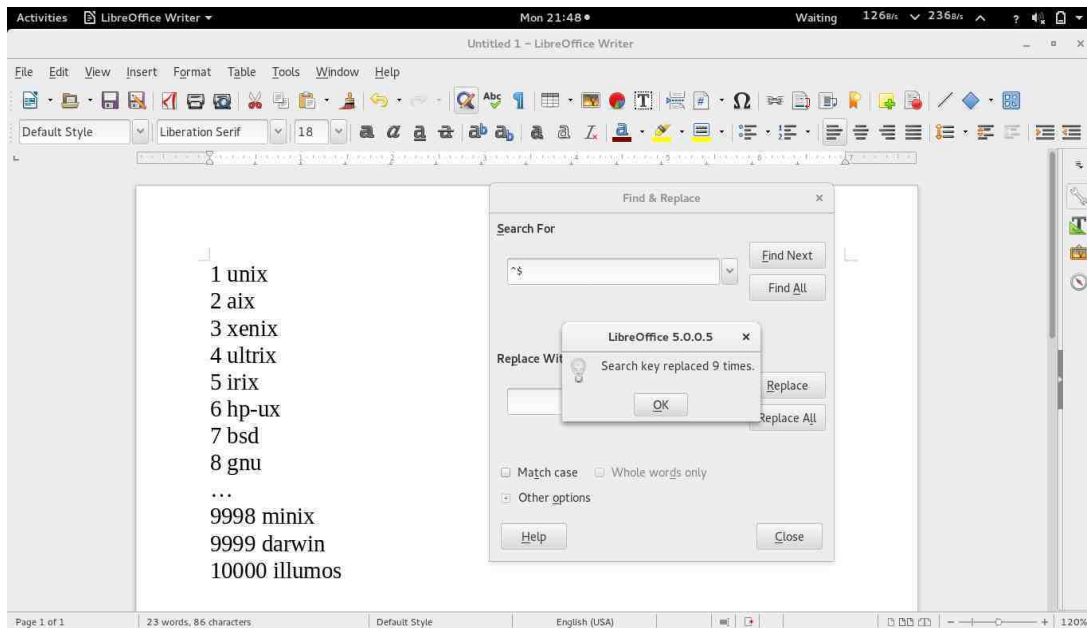 Activities LibreOffice Writer Mon 21:48 Waiting 126B/s 236B/s ?
Untitled 1 – LibreOffice Writer
File Edit View Insert Format Table Tools Window Help
Default Style Liberation Serif 18
Find & Replace
Search For
^$
Find Next
Find All
LibreOffice 5.0.0.5
Search key replaced 9 times.
OK
Replace Wit
Replace
Replace All
Match case Whole words only
Other options
Help Close
1 unix
2 aix
3 xenix
4 ultrix
5 irix
6 hp-ux
7 bsd
8 gnu
…
9998 minix
9999 darwin
10000 illumos
Page 1 of 1 23 words, 86 characters Default Style English (USA) 120%